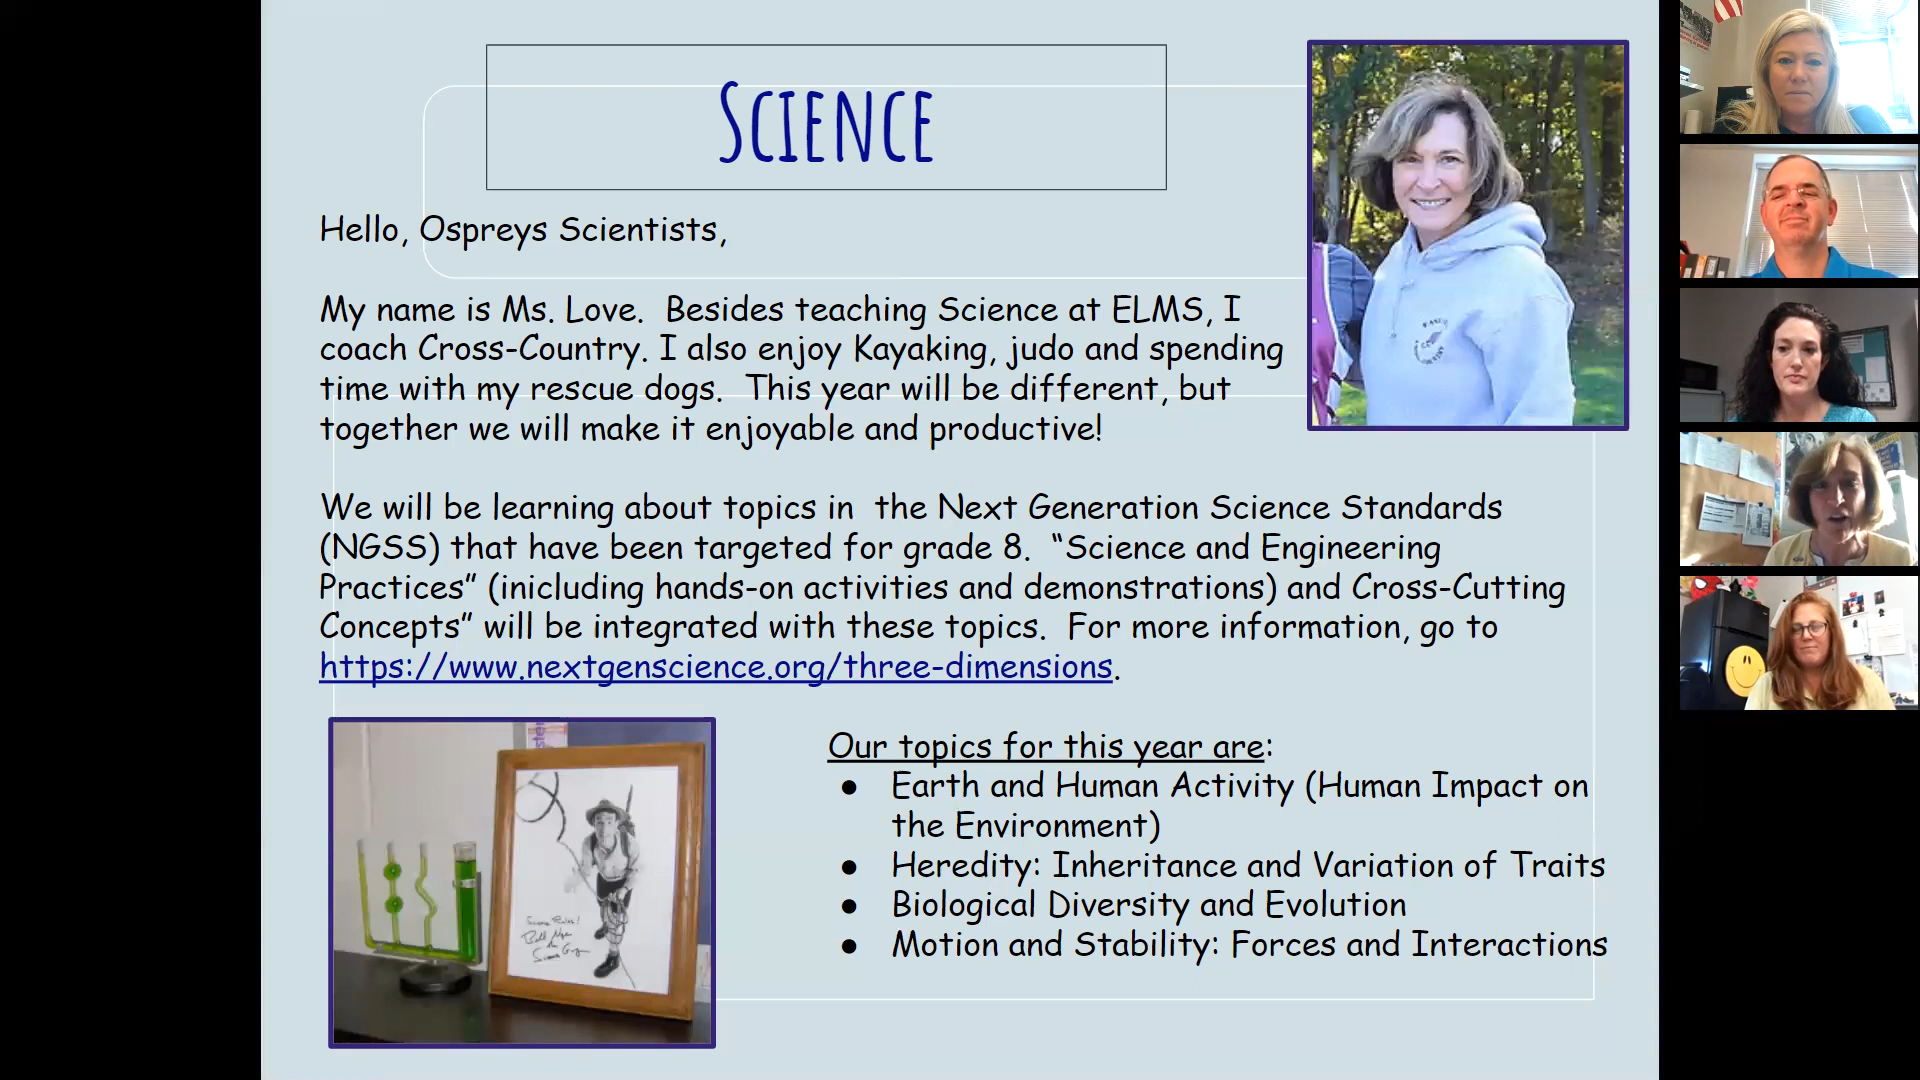 Science
Hello, Ospreys Scientists,
My name is Ms. Love.  Besides teaching Science at ELMS, I
coach Cross-Country. I also enjoy Kayaking, judo and spending
time with my rescue dogs.  This year will be different, but
together we will make it enjoyable and productive!
We will be learning about topics in  the Next Generation Science Standards
(NGSS) that have been targeted for grade 8.  “Science and Engineering
Practices” (inicluding hands-on activities and demonstrations) and Cross-Cutting
Concepts” will be integrated with these topics.  For more information, go to
https://www.nextgenscience.org/three-dimensions.
Our topics for this year are:
● Earth and Human Activity (Human Impact on
the Environment)
● Heredity: Inheritance and Variation of Traits
● Biological Diversity and Evolution
● Motion and Stability: Forces and Interactions
Science Rules!
Bill Nye